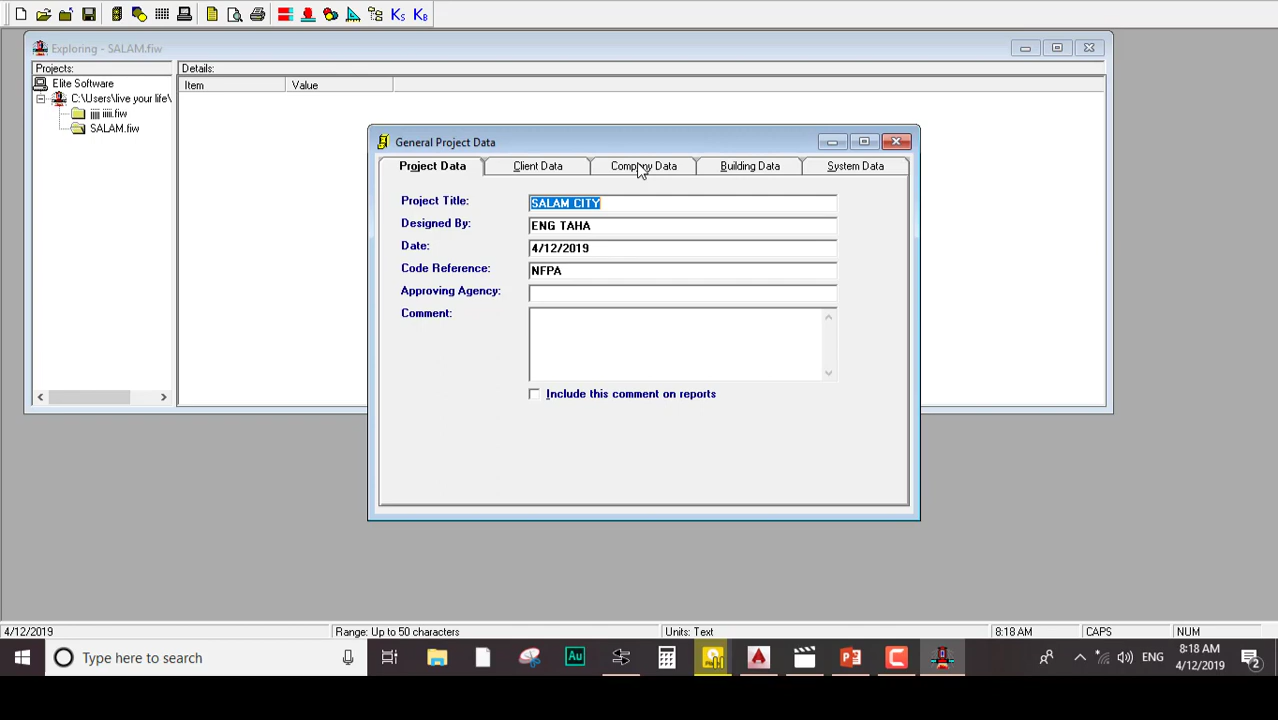 KS KB
Exploring - SALAM.fiw
Projects:
Details:
Elite Software
Item Value
C:\Users\live your life\
.fiw
SALAM.fiw
General Project Data
Project Data Client Data Company Data Building Data System Data
Project Title: SALAM CITY
Designed By: ENG TAHA
Date: 4/12/2019
Code Reference: NFPA
Approving Agency:
Comment:
Include this comment on reports
4/12/2019 Range: Up to 50 characters Units: Text 8:18 AM CAPS NUM
Type here to search
Au
ENG
8:18 AM
4/12/2019
2